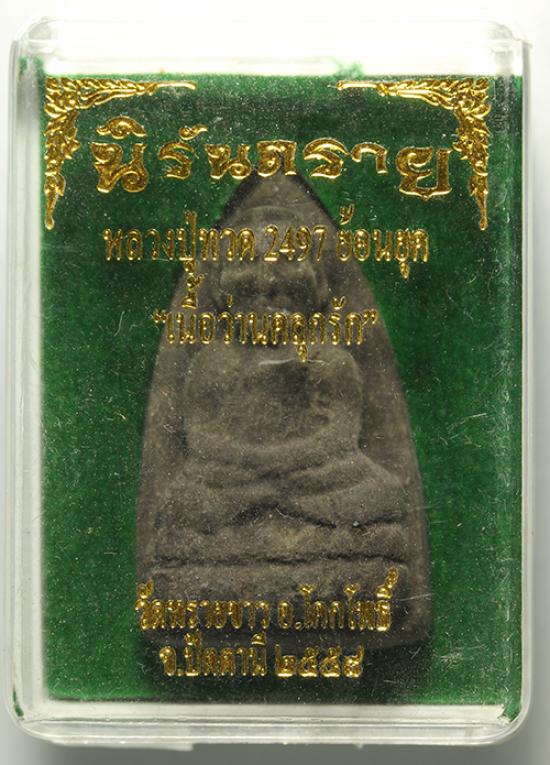 นิรันตราย
หลวงปู่ทวด 2497 ย้อนยุค
"เนื้อว่านคลุกรัก"
วัดทรายขาว อ.โคกโพธิ์
จ.ปัตตานี ๒๕๕๔